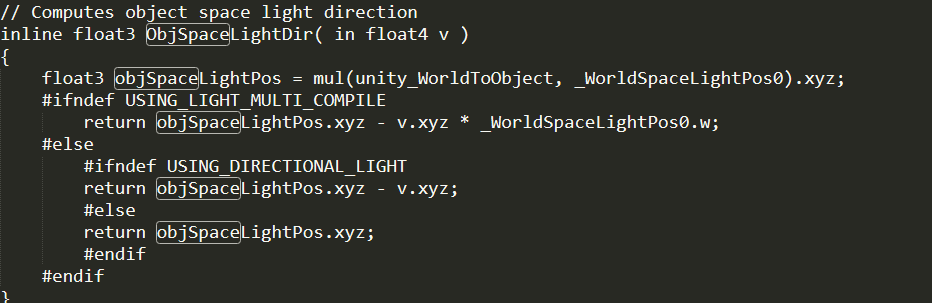 // Computes object space light direction
inline float3 ObjSpaceLightDir( in float4 v )
{
    float3 objSpaceLightPos = mul(unity_WorldToObject, _WorldSpaceLightPos0).xyz;
    #ifndef USING_LIGHT_MULTI_COMPILE
        return objSpaceLightPos.xyz - v.xyz * _WorldSpaceLightPos0.w;
    #else
        #ifndef USING_DIRECTIONAL_LIGHT
        return objSpaceLightPos.xyz - v.xyz;
        #else
        return objSpaceLightPos.xyz;
        #endif
    #endif
}